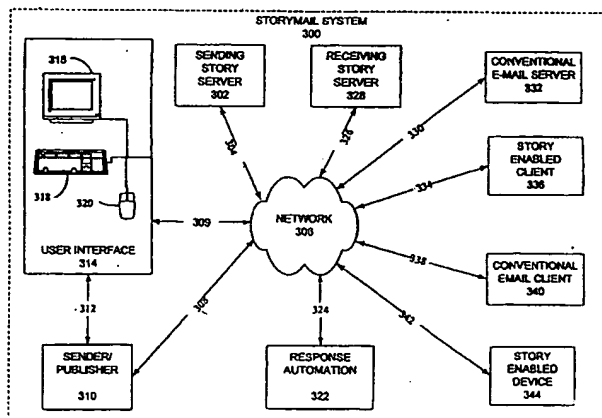 STORYMAIL SYSTEM
300
316
318
320
USER INTERFACE
314
SENDING
STORY
SERVER
302
RECEIVING
STORY
SERVER
328
CONVENTIONAL
E-MAIL SERVER
332
304
326
330
STORY
ENABLED
CLIENT
336
334
NETWORK
306
309
338
CONVENTIONAL
EMAIL CLIENT
340
312
308
324
342
SENDER/
PUBLISHER
310
RESPONSE
AUTOMATION
322
STORY
ENABLED
DEVICE
344